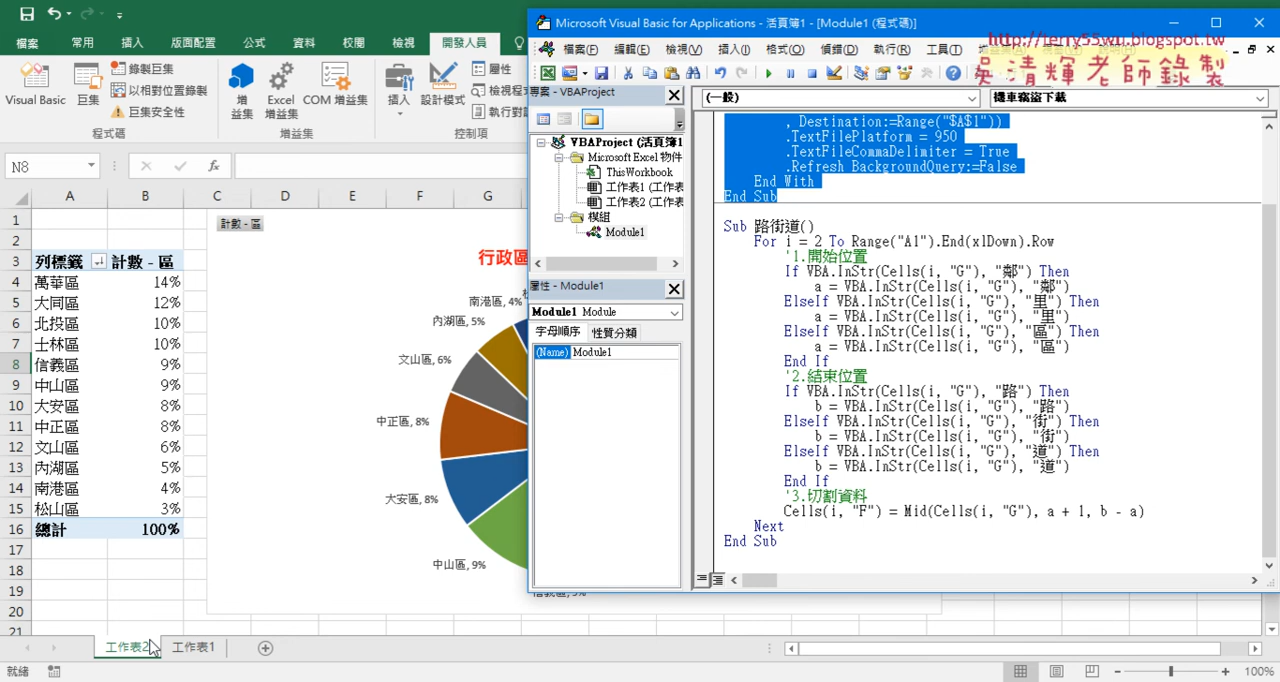 Microsoft Visual Basic for Applications - 活頁簿1 - [Module1 (程式碼)]
http://terry55wu.blogspot.tw
吳清輝老師錄製
檔案 常用 插入 版面配置 公式 資料 校閱 檢視 開發人員
檔案(F) 編輯(E) 檢視(V) 插入(I) 格式(O) 偵錯(D) 執行(R) 工具(T)
Visual Basic 巨集 錄製巨集 以相對位置錄製 巨集安全性
增益集 Excel 增益集 COM 增益集 插入 設計模式 屬性 檢視程式 執行對
程式碼 增益集 控制項
N8
專案 - VBAProject
VBAProject (活頁簿1
Microsoft Excel 物件
ThisWorkbook
工作表1 (工作表
工作表2 (工作表
模組
Module1
屬性 - Module1
Module1 Module
字母順序 性質分類
(Name) Module1
(一般) 機車竊盜下載
, Destination:=Range("$A$1"))
.TextFilePlatform = 950
.TextFileCommaDelimiter = True
.Refresh BackgroundQuery:=False
End With
End Sub
Sub 路街道()
For i = 2 To Range("A1").End(xlDown).Row
'1.開始位置
If VBA.InStr(Cells(i, "G"), "鄰") Then
a = VBA.InStr(Cells(i, "G"), "鄰")
ElseIf VBA.InStr(Cells(i, "G"), "里") Then
a = VBA.InStr(Cells(i, "G"), "里")
ElseIf VBA.InStr(Cells(i, "G"), "區") Then
a = VBA.InStr(Cells(i, "G"), "區")
End If
'2.結束位置
If VBA.InStr(Cells(i, "G"), "路") Then
b = VBA.InStr(Cells(i, "G"), "路")
ElseIf VBA.InStr(Cells(i, "G"), "街") Then
b = VBA.InStr(Cells(i, "G"), "街")
ElseIf VBA.InStr(Cells(i, "G"), "道") Then
b = VBA.InStr(Cells(i, "G"), "道")
End If
'3.切割資料
Cells(i, "F") = Mid(Cells(i, "G"), a + 1, b - a)
Next
End Sub
A B C D E F G
1
2
3 列標籤 計數 - 區
4 萬華區 14%
5 大同區 12%
6 北投區 10%
7 士林區 10%
8 信義區 9%
9 中山區 9%
10 大安區 8%
11 中正區 8%
12 文山區 6%
13 內湖區 5%
14 南港區 4%
15 松山區 3%
16 總計 100%
17
18
19
20
21
計數 - 區
行政區
南港區, 4%
內湖區, 5%
文山區, 6%
中正區, 8%
大安區, 8%
中山區, 9%
工作表2 工作表1
就緒
100%